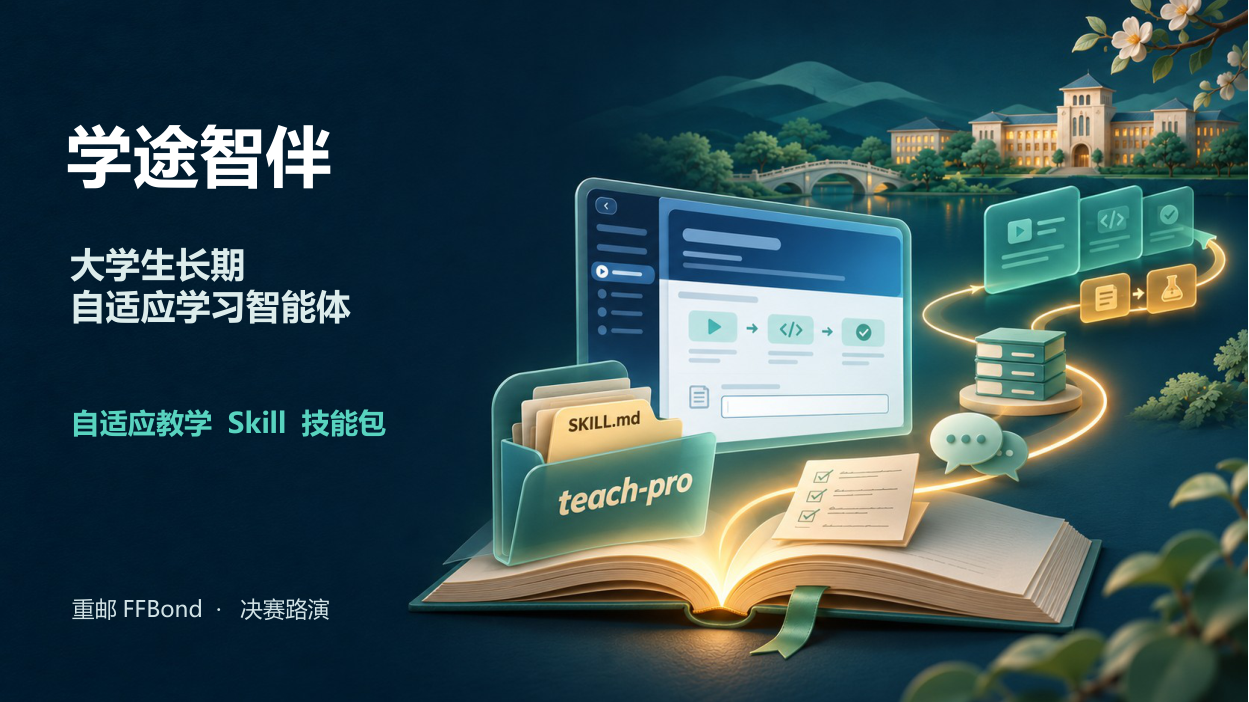 学途智伴
大学生长期
自适应学习智能体
自适应教学 Skill 技能包
重邮 FFBond · 决赛路演
SKILL.md
teach-pro